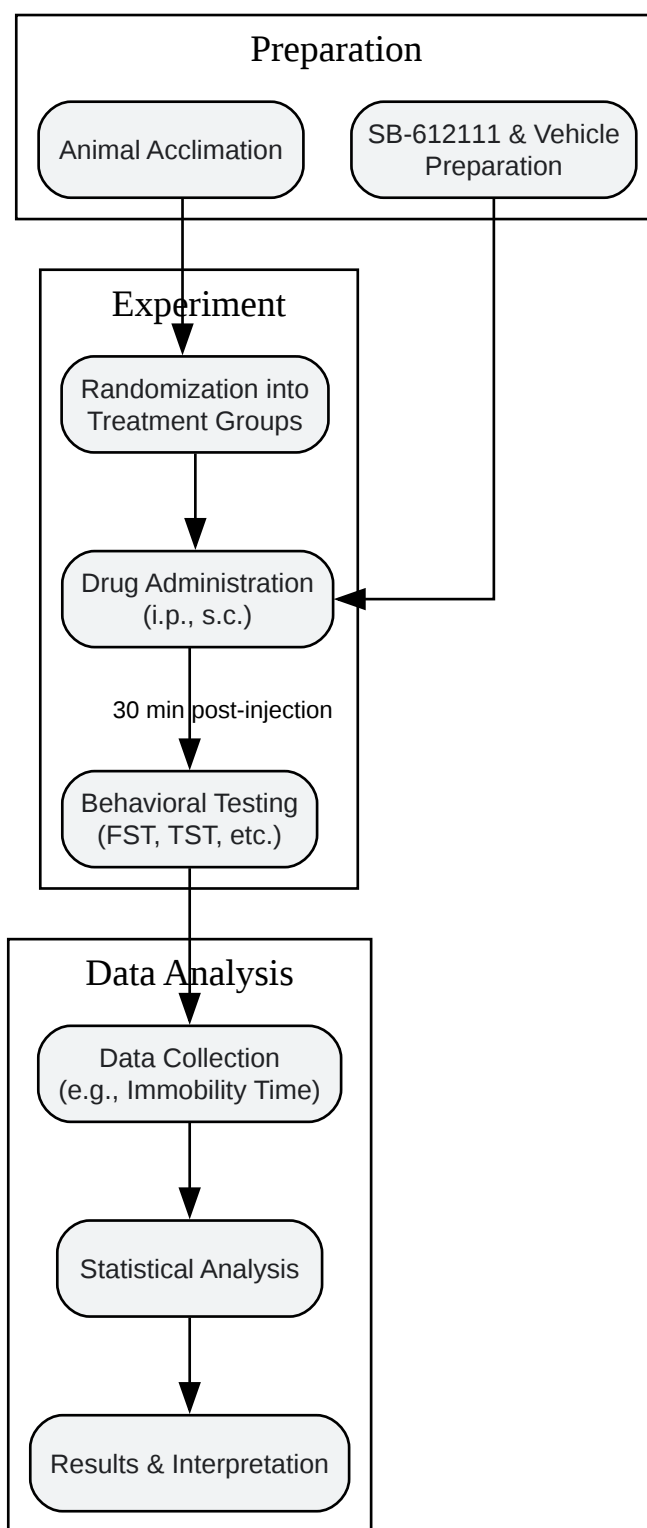 Preparation
Animal Acclimation
SB-612111 & Vehicle
Preparation
Experiment
Randomization into
Treatment Groups
Drug Administration
(i.p., s.c.)
30 min post-injection
Behavioral Testing
(FST, TST, etc.)
Data Analysis
Data Collection
(e.g., Immobility Time)
Statistical Analysis
Results & Interpretation